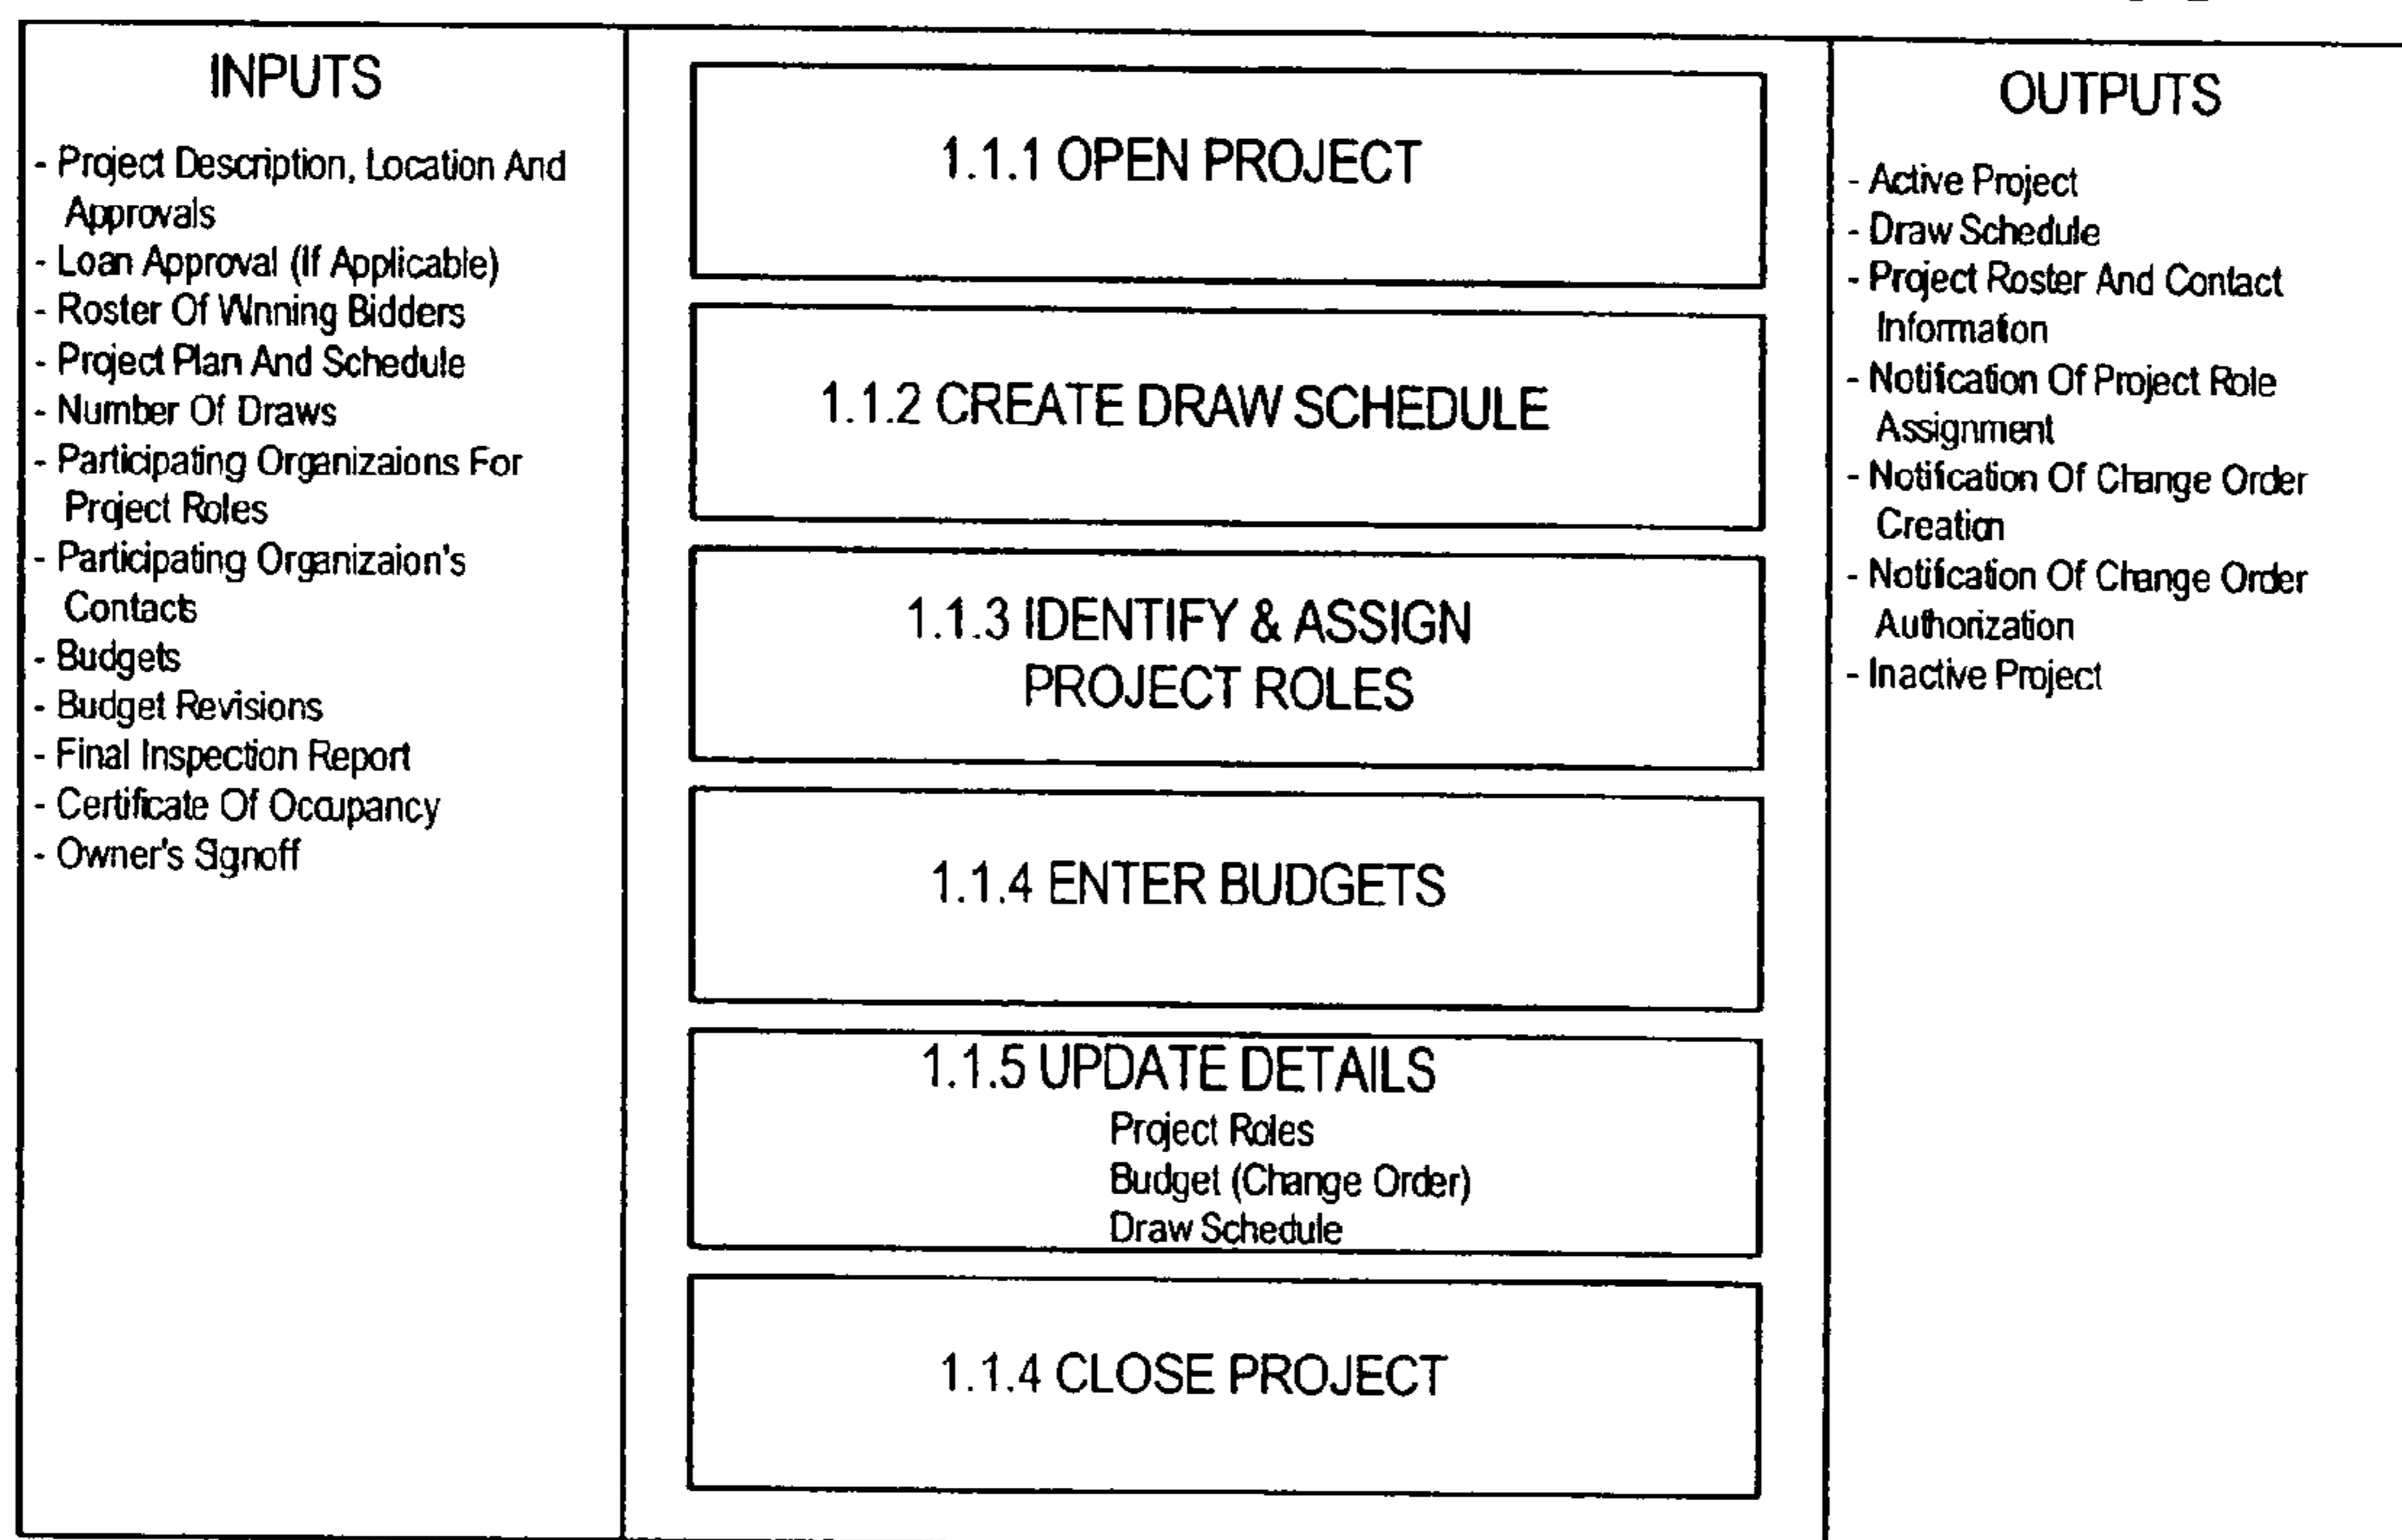 INPUTS
- Project Description, Location And
Approvals
- Loan Approval (If Applicable)
- Roster Of Winning Bidders
- Project Plan And Schedule
- Number Of Draws
- Participating Organizaions For
Project Roles
- Participating Organizaion's
Contacts
- Budgets
- Budget Revisions
- Final Inspection Report
- Certificate Of Occupancy
- Owner's Signoff
1.1.1 OPEN PROJECT
1.1.2 CREATE DRAW SCHEDULE
1.1.3 IDENTIFY & ASSIGN
PROJECT ROLES
1.1.4 ENTER BUDGETS
1.1.5 UPDATE DETAILS
Project Roles
Budget (Change Order)
Draw Schedule
1.1.4 CLOSE PROJECT
OUTPUTS
- Active Project
- Draw Schedule
- Project Roster And Contact
Information
- Notification Of Project Role
Assignment
- Notification Of Change Order
Creation
- Notification Of Change Order
Authorization
- Inactive Project